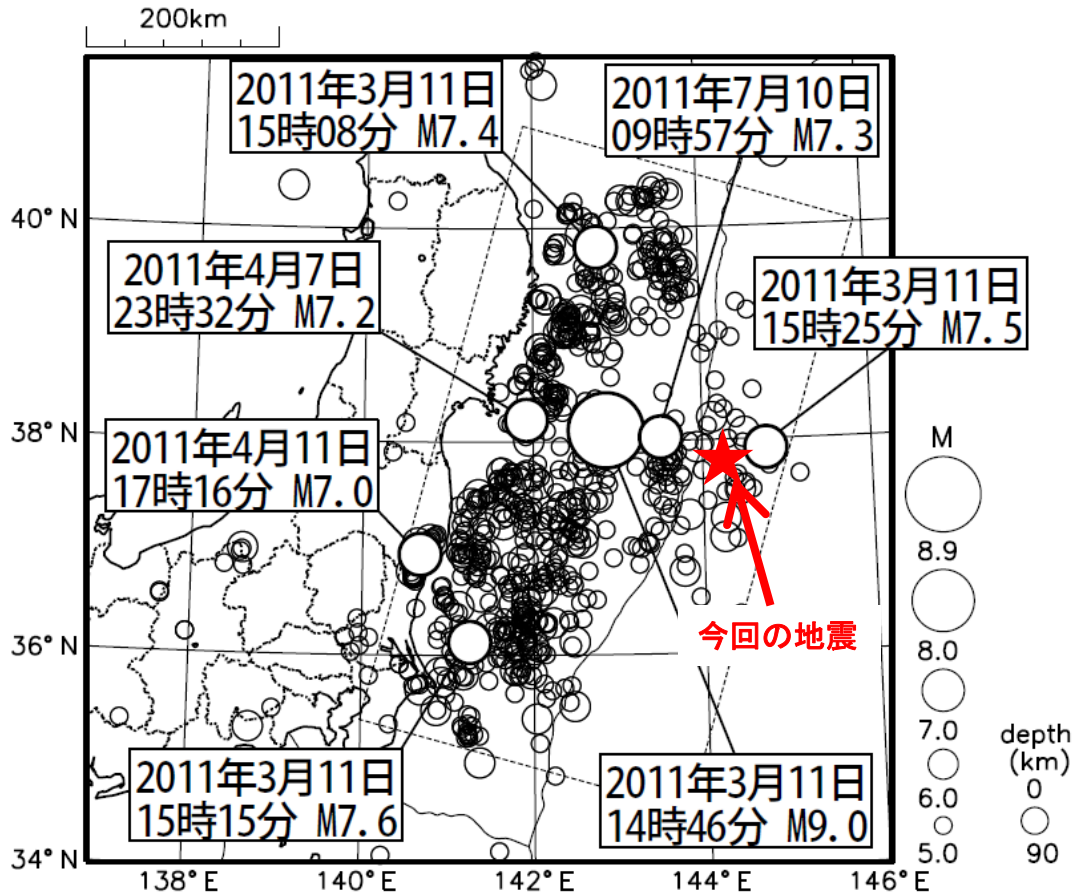 200km
2011年3月11日
15時08分 M7.4
2011年7月10日
09時57分 M7.3
40°N
2011年4月7日
23時32分 M7.2
2011年3月11日
15時25分 M7.5
38°N
2011年4月11日
17時16分 M7.0
M
8.9
8.0
7.0
6.0
5.0
depth
(km)
0
90
36°N
今回の地震
2011年3月11日
15時15分 M7.6
2011年3月11日
14時46分 M9.0
34°N
138°E
140°E
142°E
144°E
146°E